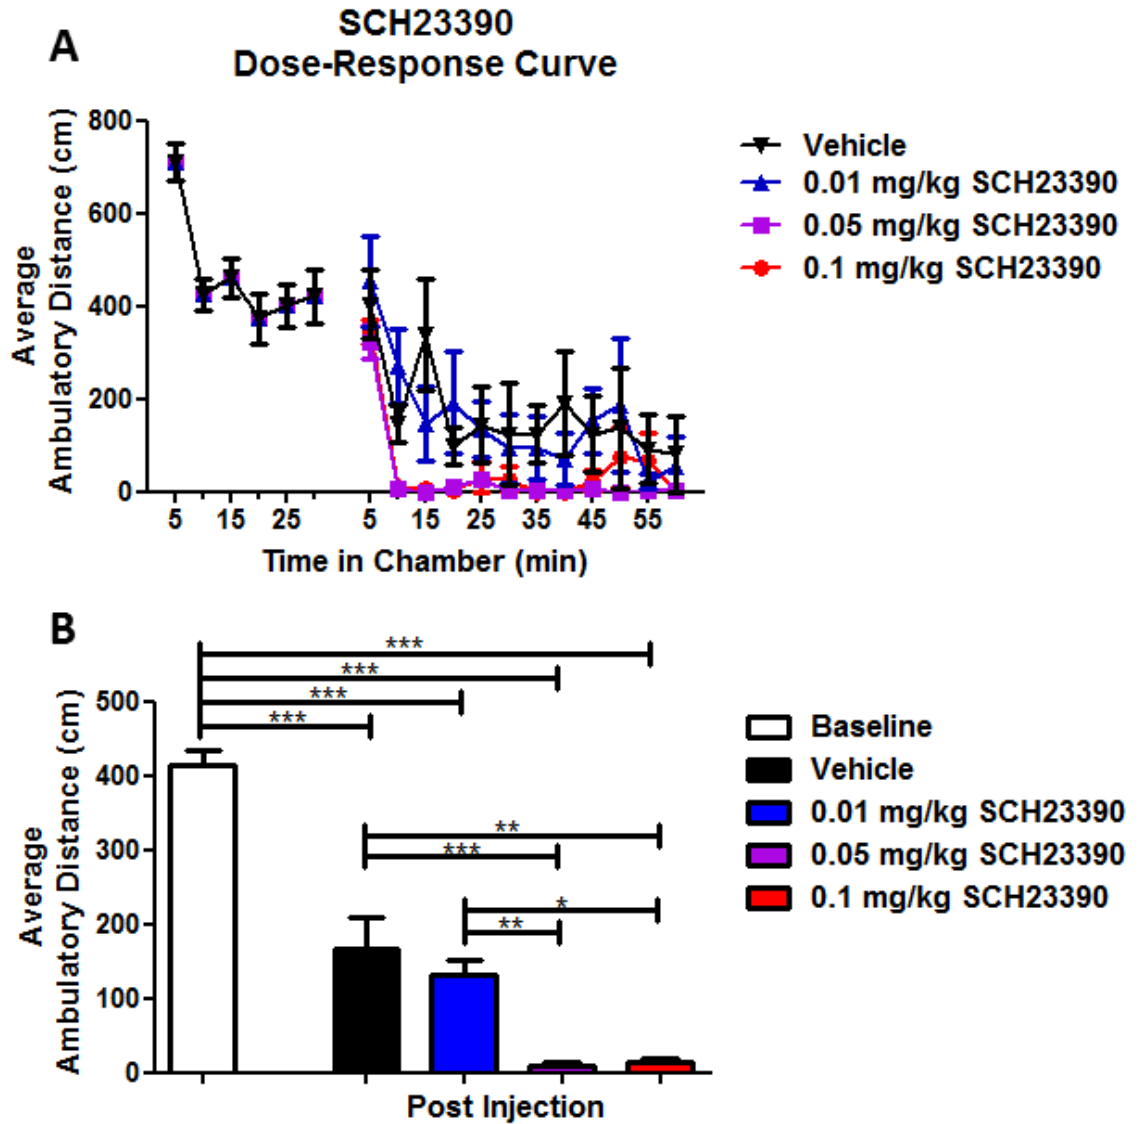 A
SCH23390
Dose-Response Curve
Average
Ambulatory Distance (cm)
800
600
400
200
0
5 15 25 5 15 25 35 45 55
Time in Chamber (min)
Vehicle
0.01 mg/kg SCH23390
0.05 mg/kg SCH23390
0.1 mg/kg SCH23390
B
***
***
***
***
**
***
*
**
Average
Ambulatory Distance (cm)
500
400
300
200
100
0
Post Injection
Baseline
Vehicle
0.01 mg/kg SCH23390
0.05 mg/kg SCH23390
0.1 mg/kg SCH23390